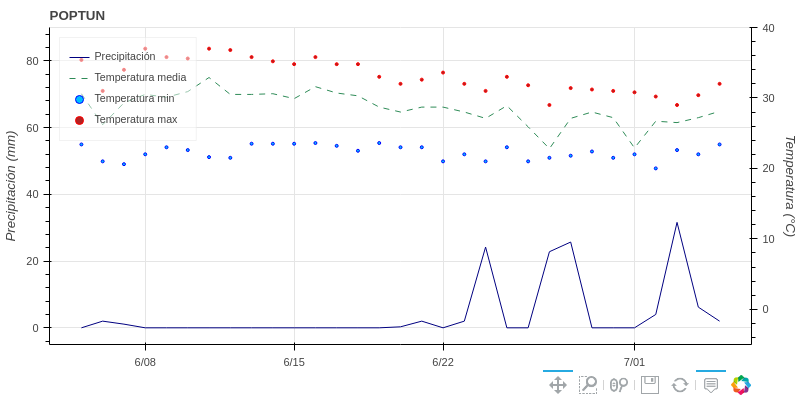 POPTUN
Precipitación
Temperatura media
Temperatura min
Temperatura max
Precipitación (mm)
80
60
40
20
0
40
30
20
10
0
Temperatura (°C)
6/08
6/15
6/22
7/01